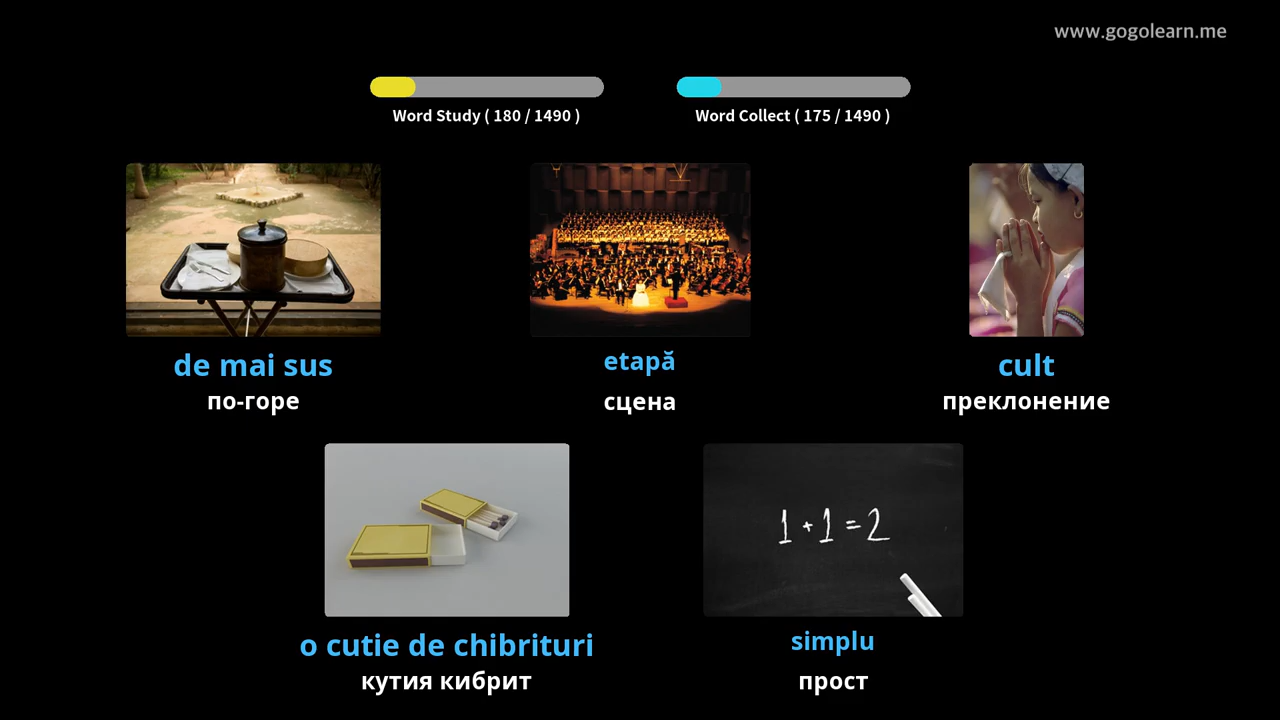 www.gogolearn.me
Word Study ( 180 / 1490 )
Word Collect ( 175 / 1490 )
de mai sus
по-горе
etapă
сцена
cult
преклонение
1 + 1 = 2
o cutie de chibrituri
кутия кибрит
simplu
прост